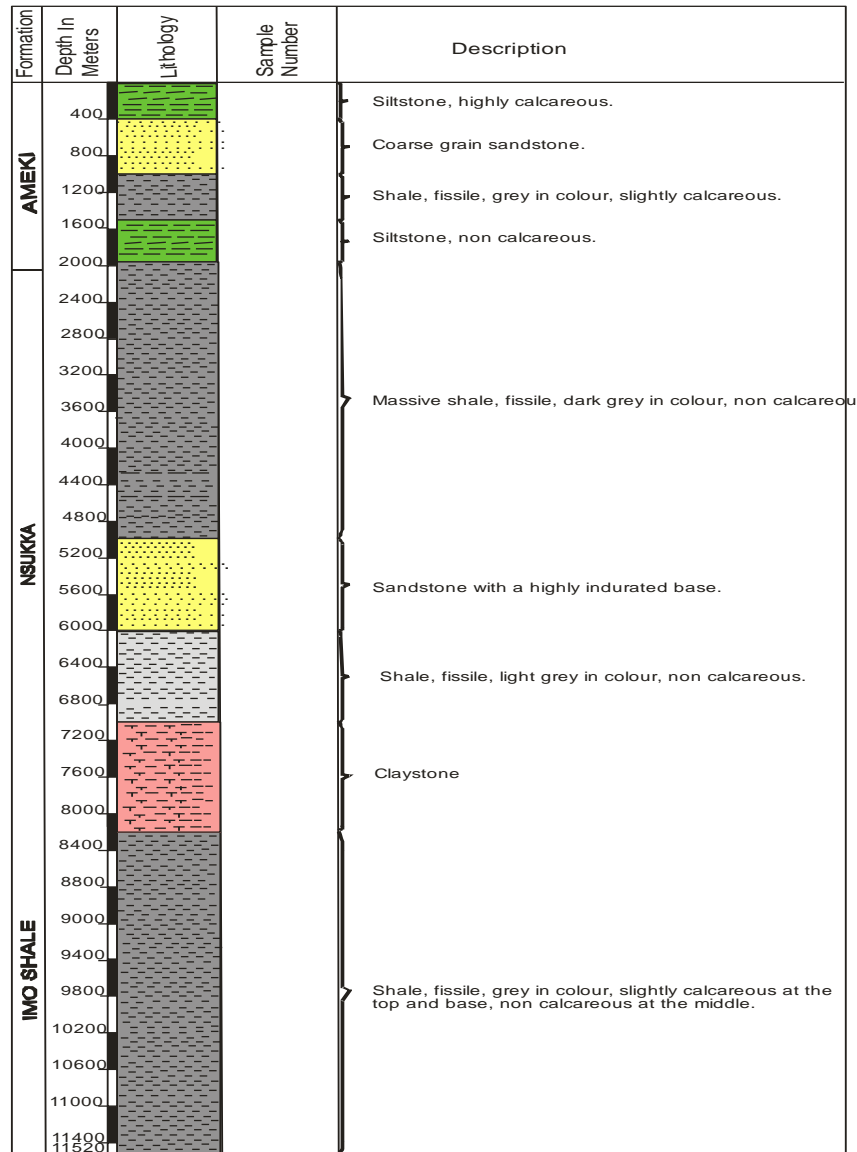 Formation
Depth In
Meters
Lithology
Sample
Number
Description
AMEKI
NSUKKA
IMO SHALE
400
800
1200
1600
2000
2400
2800
3200
3600
4000
4400
4800
5200
5600
6000
6400
6800
7200
7600
8000
8400
8800
9000
9400
9800
10200
10600
11000
11400
11520
Siltstone, highly calcareous.
Coarse grain sandstone.
Shale, fissile, grey in colour, slightly calcareous.
Siltstone, non calcareous.
Massive shale, fissile, dark grey in colour, non calcareou
Sandstone with a highly indurated base.
Shale, fissile, light grey in colour, non calcareous.
Claystone
Shale, fissile, grey in colour, slightly calcareous at the
top and base, non calcareous at the middle.